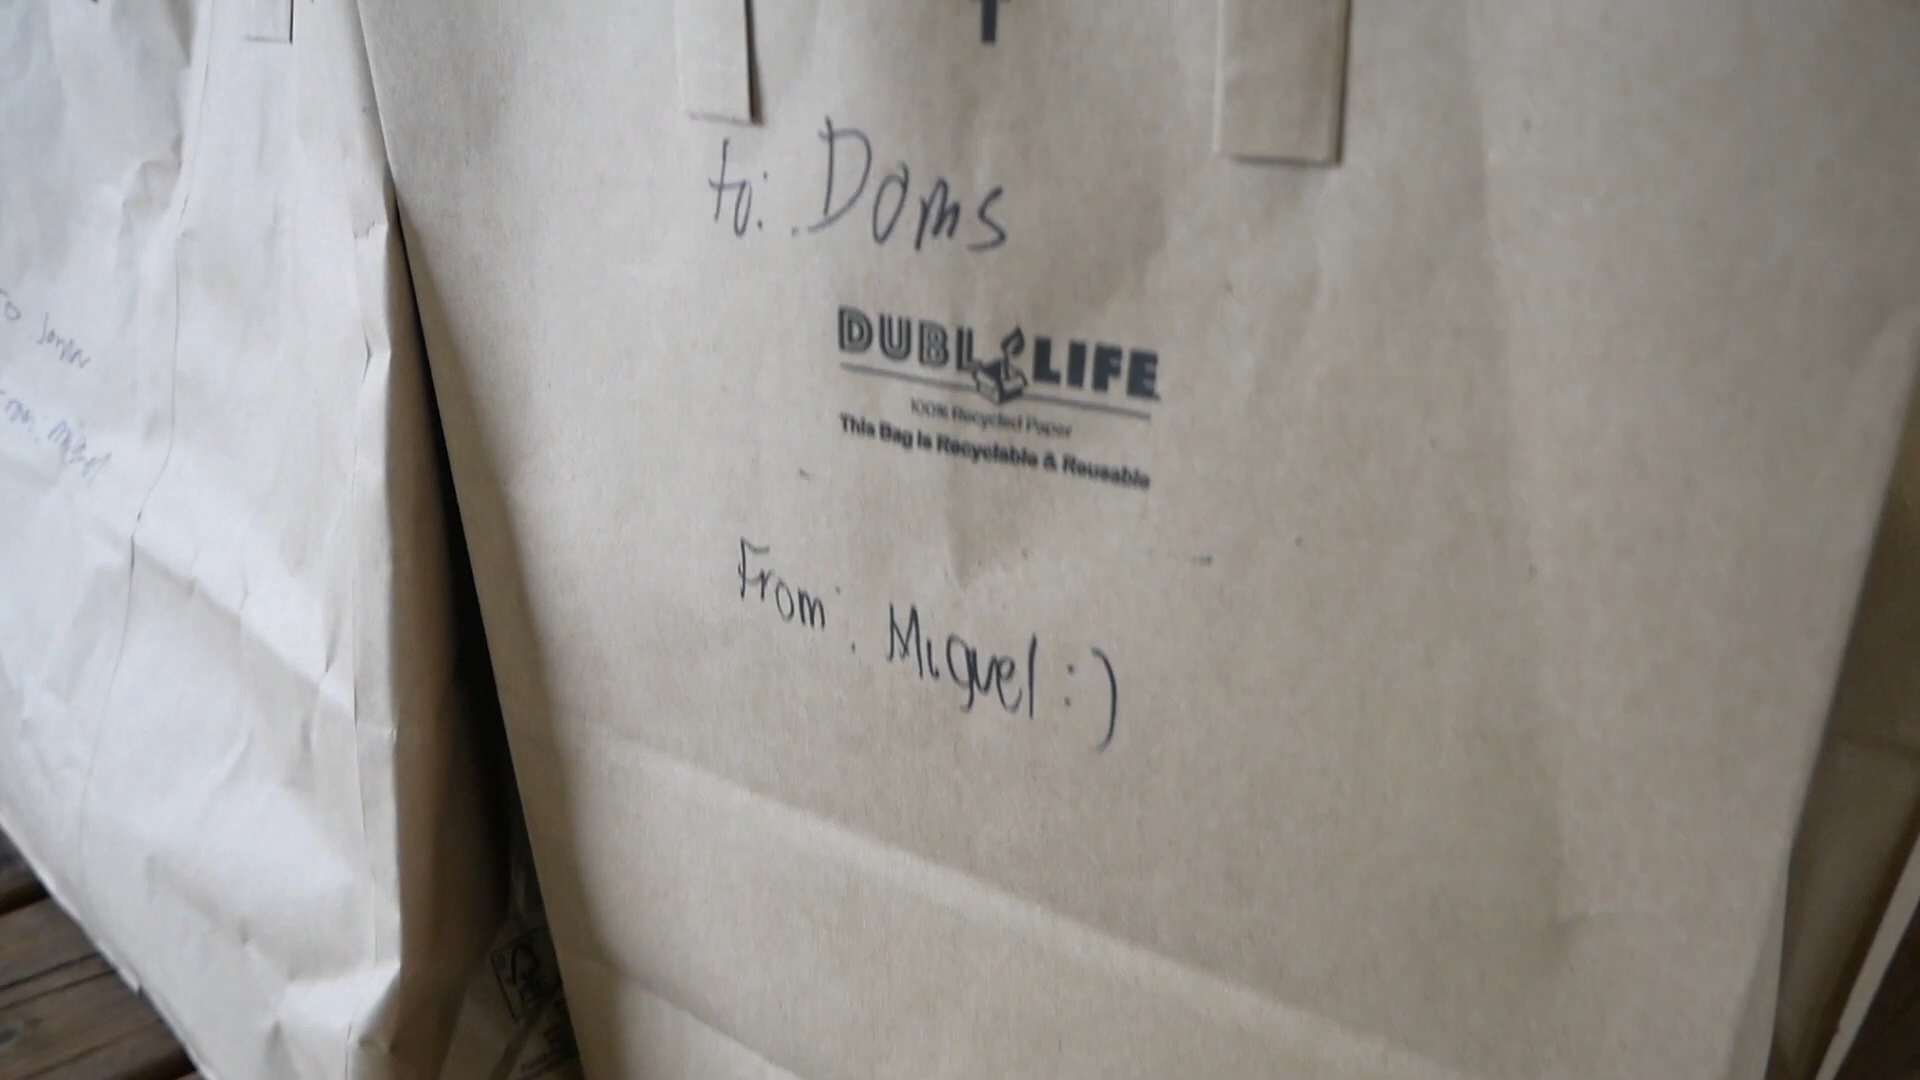 to: Doms
DUBL LIFE
100% Recycled Paper
This Bag is Recyclable & Reusable
From: Miguel :)